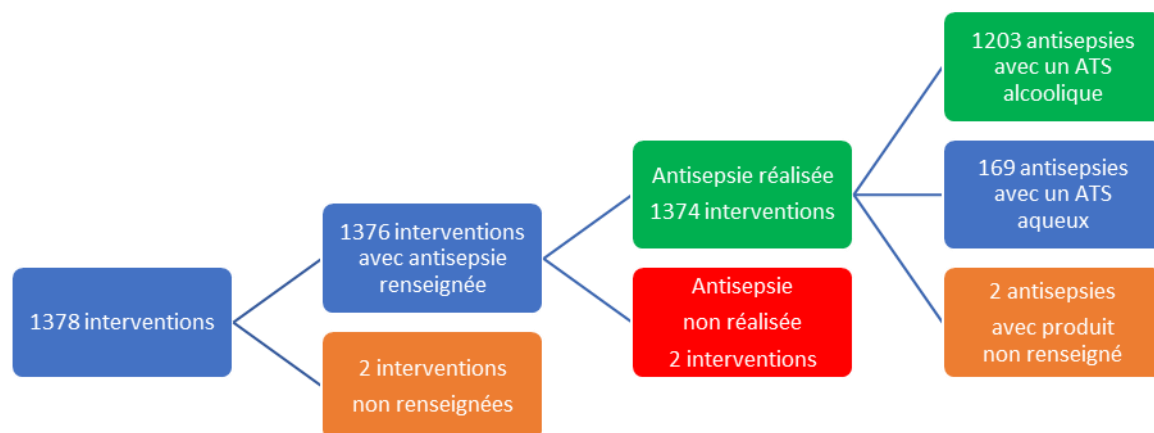 1378 interventions
1376 interventions
avec antisepsie
renseignée
2 interventions
non renseignées
Antisepsie réalisée
1374 interventions
Antisepsie
non réalisée
2 interventions
1203 antisepsies
avec un ATS
alcoolique
169 antisepsies
avec un ATS
aqueux
2 antisepsies
avec produit
non renseigné